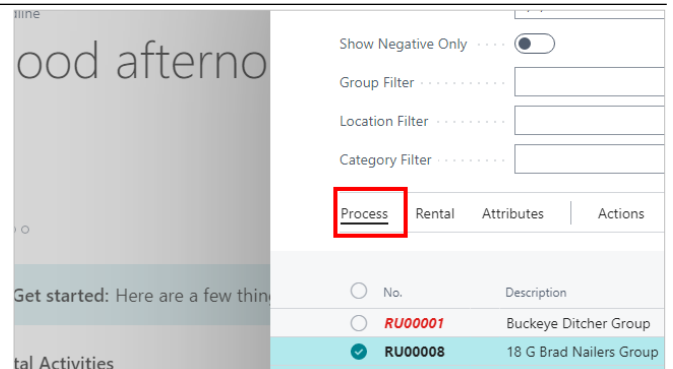 ood afterno
Get started: Here are a few
tal Activities
Show Negative Only
Group Filter
Location Filter
Category Filter
Process Rental Attributes Actions
No. Description
RU00001 Buckeye Ditcher Group
RU00008 18 G Brad Nailers Group